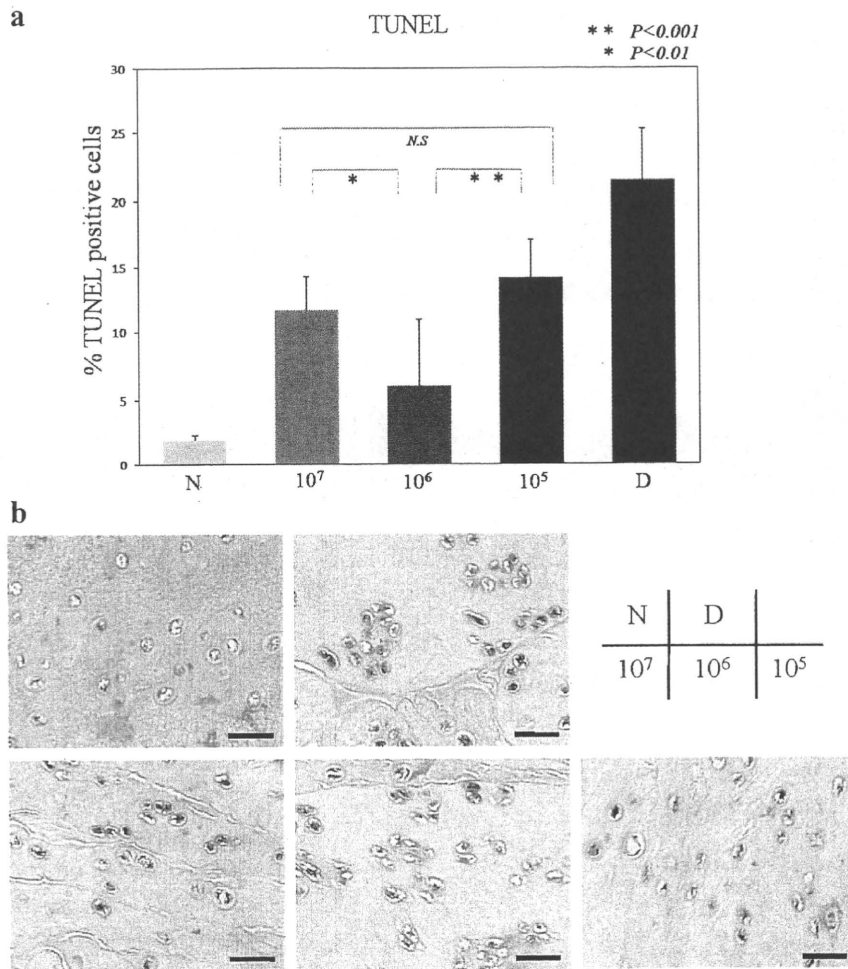 a
TUNEL
** P<0.001
* P<0.01
% TUNEL positive cells
30
25
20
15
10
5
0
N.S
*
**
N 10⁷ 10⁶ 10⁵ D
b
N D
10⁷ 10⁶ 10⁵